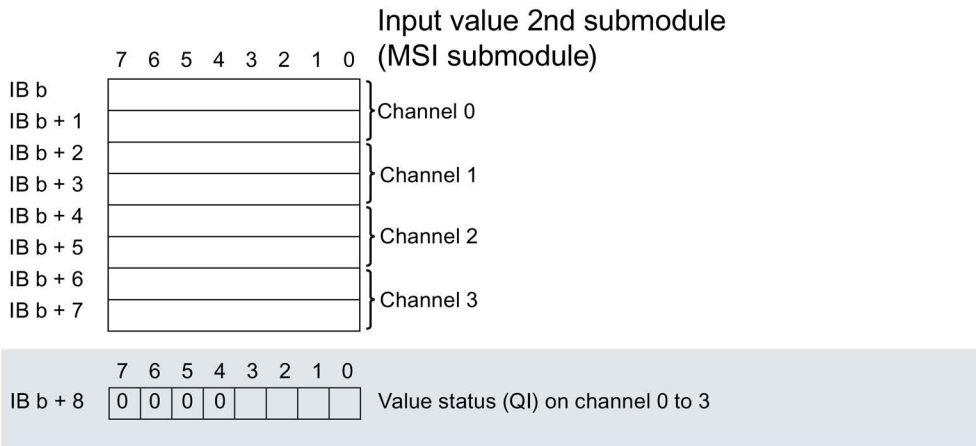 Input value 2nd submodule
(MSI submodule)
7 6 5 4 3 2 1 0
IB b
IB b + 1
Channel 0
IB b + 2
IB b + 3
Channel 1
IB b + 4
IB b + 5
Channel 2
IB b + 6
IB b + 7
Channel 3
7 6 5 4 3 2 1 0
IB b + 8 0 0 0 0 Value status (QI) on channel 0 to 3